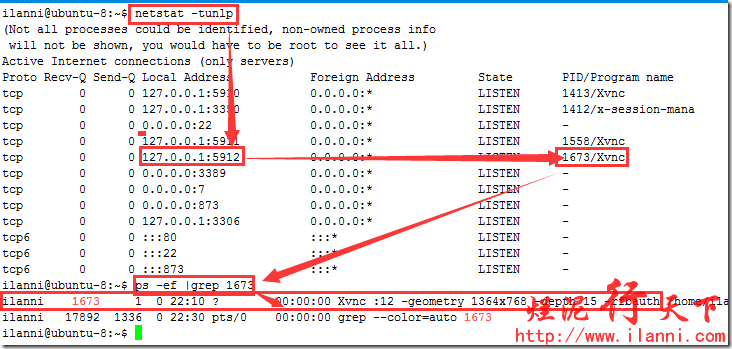 ilanni@ubuntu-8:~$ netstat -tunlp
(Not all processes could be identified, non-owned process info
will not be shown, you would have to be root to see it all.)
Active Internet connections (only servers)
Proto Recv-Q Send-Q Local Address Foreign Address State PID/Program name
tcp 0 0 127.0.0.1:5910 0.0.0.0:* LISTEN 1413/Xvnc
tcp 0 0 127.0.0.1:3350 0.0.0.0:* LISTEN 1412/x-session-mana
tcp 0 0 0.0.0.0:22 0.0.0.0:* LISTEN -
tcp 0 0 127.0.0.1:5911 0.0.0.0:* LISTEN 1558/Xvnc
tcp 0 0 127.0.0.1:5912 0.0.0.0:* LISTEN 1673/Xvnc
tcp 0 0 0.0.0.0:3389 0.0.0.0:* LISTEN -
tcp 0 0 0.0.0.0:7 0.0.0.0:* LISTEN -
tcp 0 0 0.0.0.0:873 0.0.0.0:* LISTEN -
tcp 0 0 127.0.0.1:3306 0.0.0.0:* LISTEN -
tcp6 0 0 :::80 :::* LISTEN -
tcp6 0 0 :::22 :::* LISTEN -
tcp6 0 0 :::873 :::* LISTEN -
ilanni@ubuntu-8:~$ ps -ef |grep 1673
ilanni 1673 1 0 22:10 ? 00:00:00 Xvnc :12 -geometry 1364x768 -depth 15 -rfbauth /home/ila
ilanni 17892 1336 0 22:30 pts/0 00:00:00 grep --color=auto 1673
ilanni@ubuntu-8:~$
烂泥行天下
http://www.ilanni.com